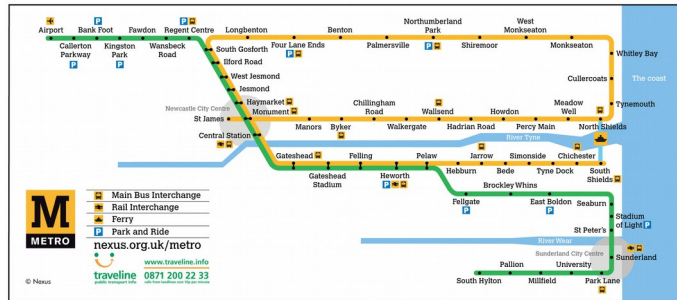 Airport
Bank Foot
Fawdon
Regent Centre
Callerton
Parkway
Kingston
Park
Wansbeck
Road
Longbenton
Four Lane Ends
Benton
Palmersville
Northumberland
Park
Shiremoor
West
Monkseaton
Monkseaton
South Gosforth
Ilford Road
West Jesmond
Jesmond
Haymarket
Newcastle City Centre
Monument
St James
Central Station
Manors
Byker
Chillingham
Road
Walkergate
Wallsend
Hadrian Road
Howdon
Percy Main
Meadow
Well
North Shields
Whitley Bay
Cullercoats
Tynemouth
The coast
River Tyne
Gateshead
Gateshead
Stadium
Felling
Heworth
Pelaw
Hebburn
Jarrow
Bede
Simonside
Tyne Dock
Chichester
South
Shields
Fellgate
Brockley Whins
East Boldon
Seaburn
Stadium
of Light
St Peter's
River Wear
Sunderland City Centre
Sunderland
Park Lane
University
Millfield
Pallion
South Hylton
M
METRO
Main Bus Interchange
Rail Interchange
Ferry
P Park and Ride
nexus.org.uk/metro
traveline
public transport info
www.traveline.info
0871 200 22 33
© Nexus